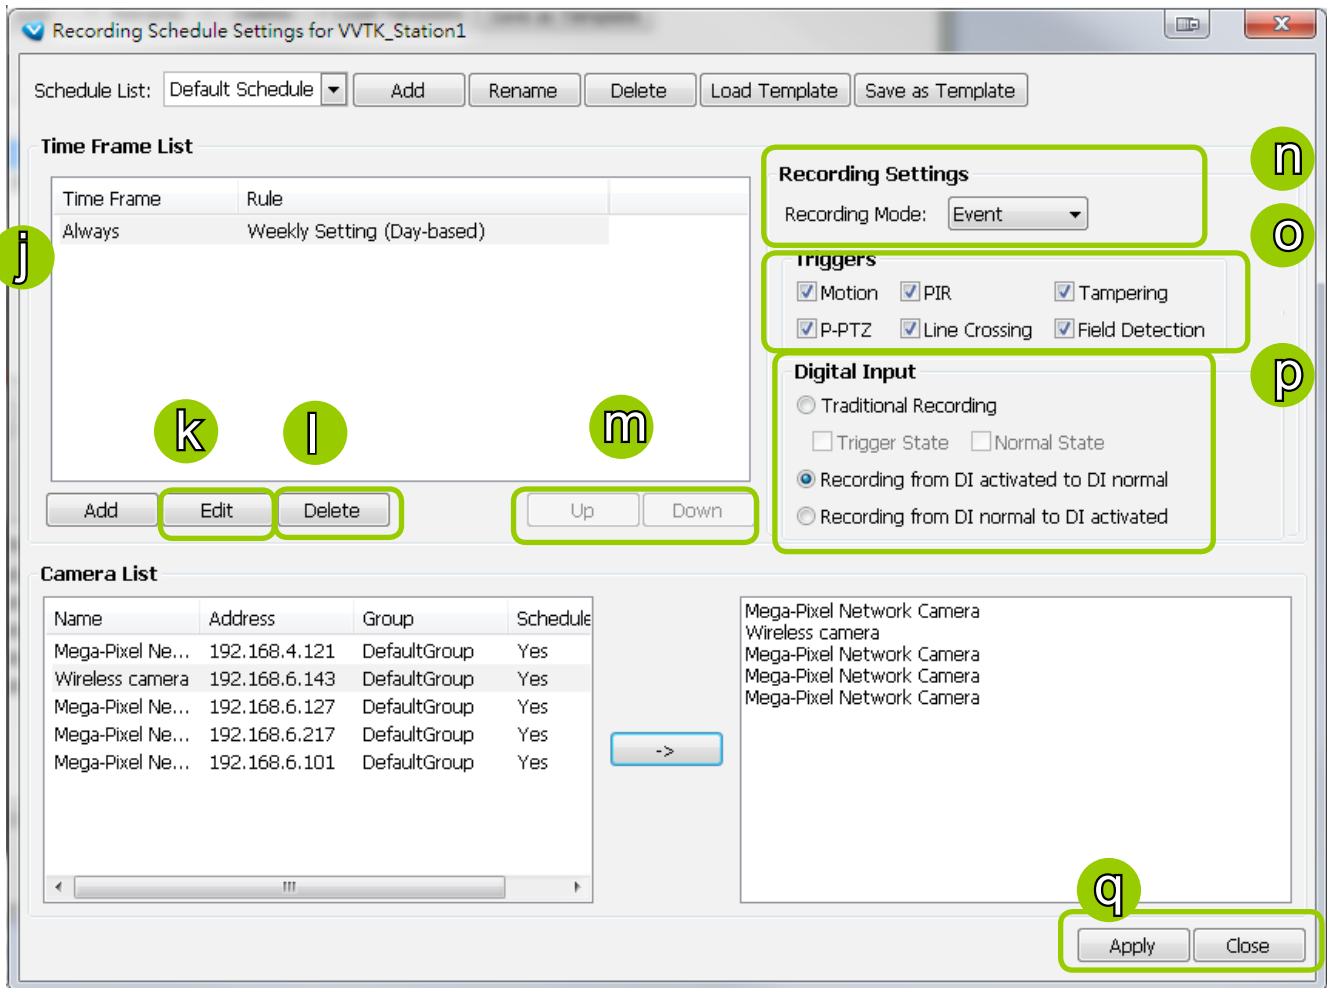 Recording Schedule Settings for VVTK_Station1
Schedule List: Default Schedule Add Rename Delete Load Template Save as Template
Time Frame List
Time Frame Rule
Always Weekly Setting (Day-based)
j
k
l
m
Add Edit Delete Up Down
n
Recording Settings
Recording Mode: Event
o
Triggers
Motion PIR Tampering
P-PTZ Line Crossing Field Detection
p
Digital Input
Traditional Recording
Trigger State Normal State
Recording from DI activated to DI normal
Recording from DI normal to DI activated
Camera List
Name Address Group Schedule
Mega-Pixel Ne... 192.168.4.121 DefaultGroup Yes
Wireless camera 192.168.6.143 DefaultGroup Yes
Mega-Pixel Ne... 192.168.6.127 DefaultGroup Yes
Mega-Pixel Ne... 192.168.6.217 DefaultGroup Yes
Mega-Pixel Ne... 192.168.6.101 DefaultGroup Yes
->
Mega-Pixel Network Camera
Wireless camera
Mega-Pixel Network Camera
Mega-Pixel Network Camera
Mega-Pixel Network Camera
q
Apply Close